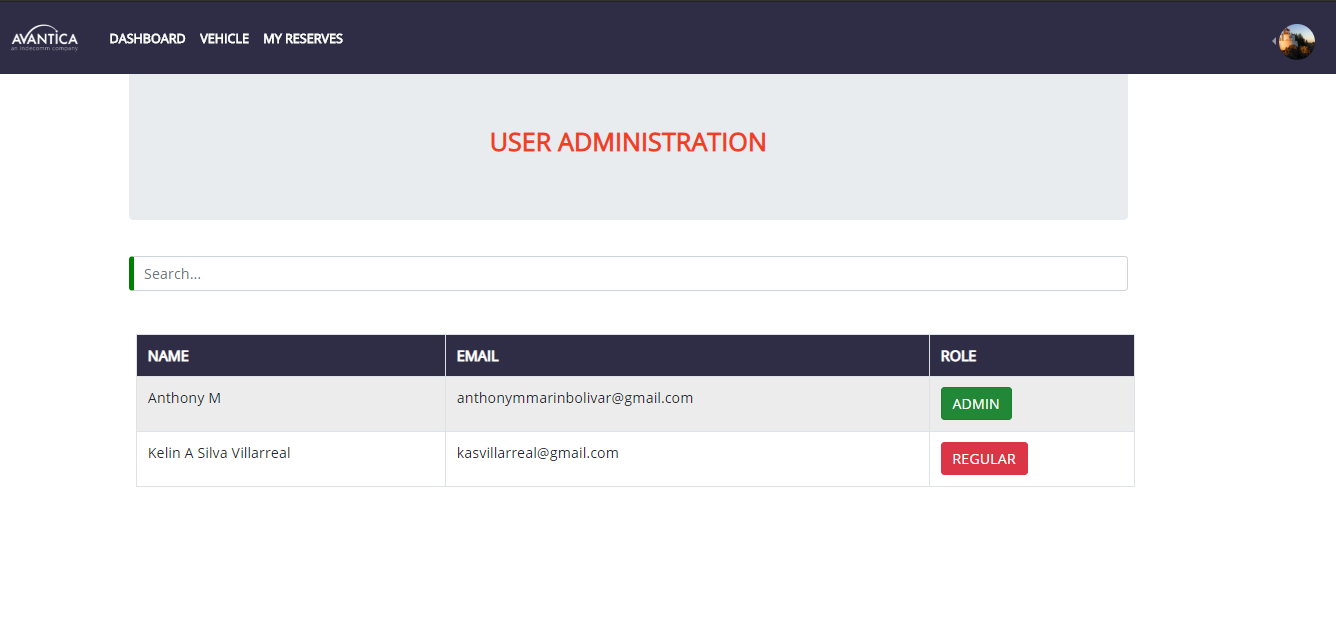 AVANTICA
an indecomm company
DASHBOARD VEHICLE MY RESERVES
USER ADMINISTRATION
Search...
NAME EMAIL ROLE
Anthony M anthonymmarinbolivar@gmail.com ADMIN
Kelin A Silva Villarreal kasvillarreal@gmail.com REGULAR